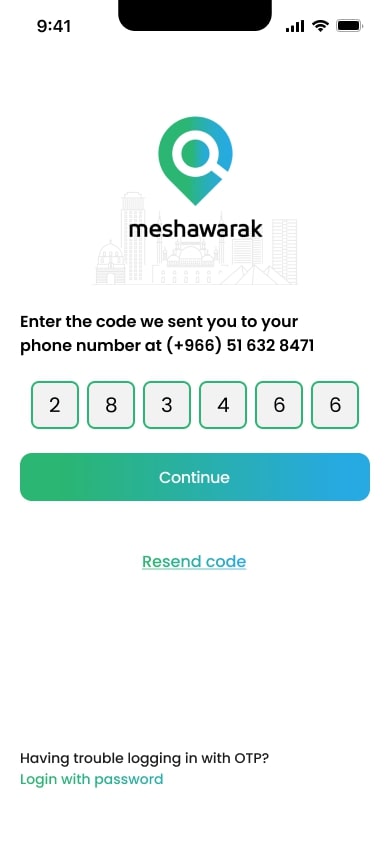 9:41
meshawarak
Enter the code we sent you to your
phone number at (+966) 51 632 8471
2 8 3 4 6 6
Continue
Resend code
Having trouble logging in with OTP?
Login with password